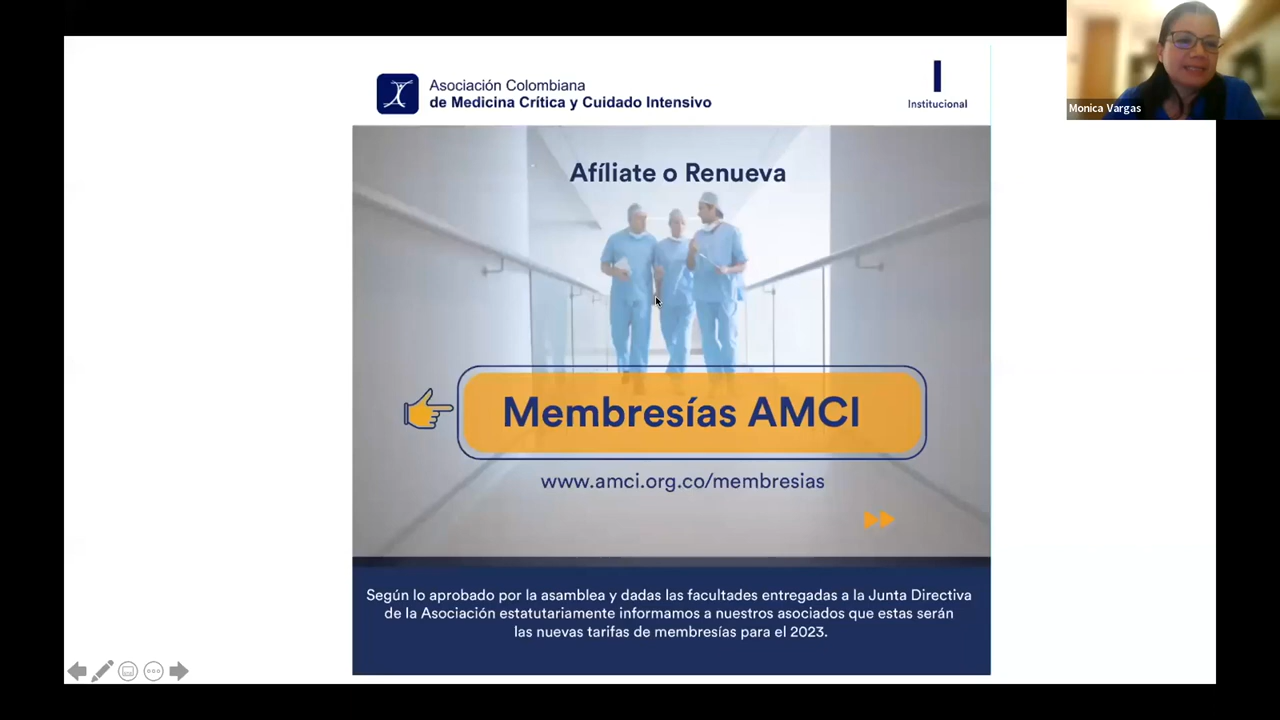 Asociación Colombiana
de Medicina Crítica y Cuidado Intensivo
Institucional
Monica Vargas
Afíliate o Renueva
Membresías AMCI
www.amci.org.co/membresias
Según lo aprobado por la asamblea y dadas las facultades entregadas a la Junta Directiva
de la Asociación estatutariamente informamos a nuestros asociados que estas serán
las nuevas tarifas de membresías para el 2023.